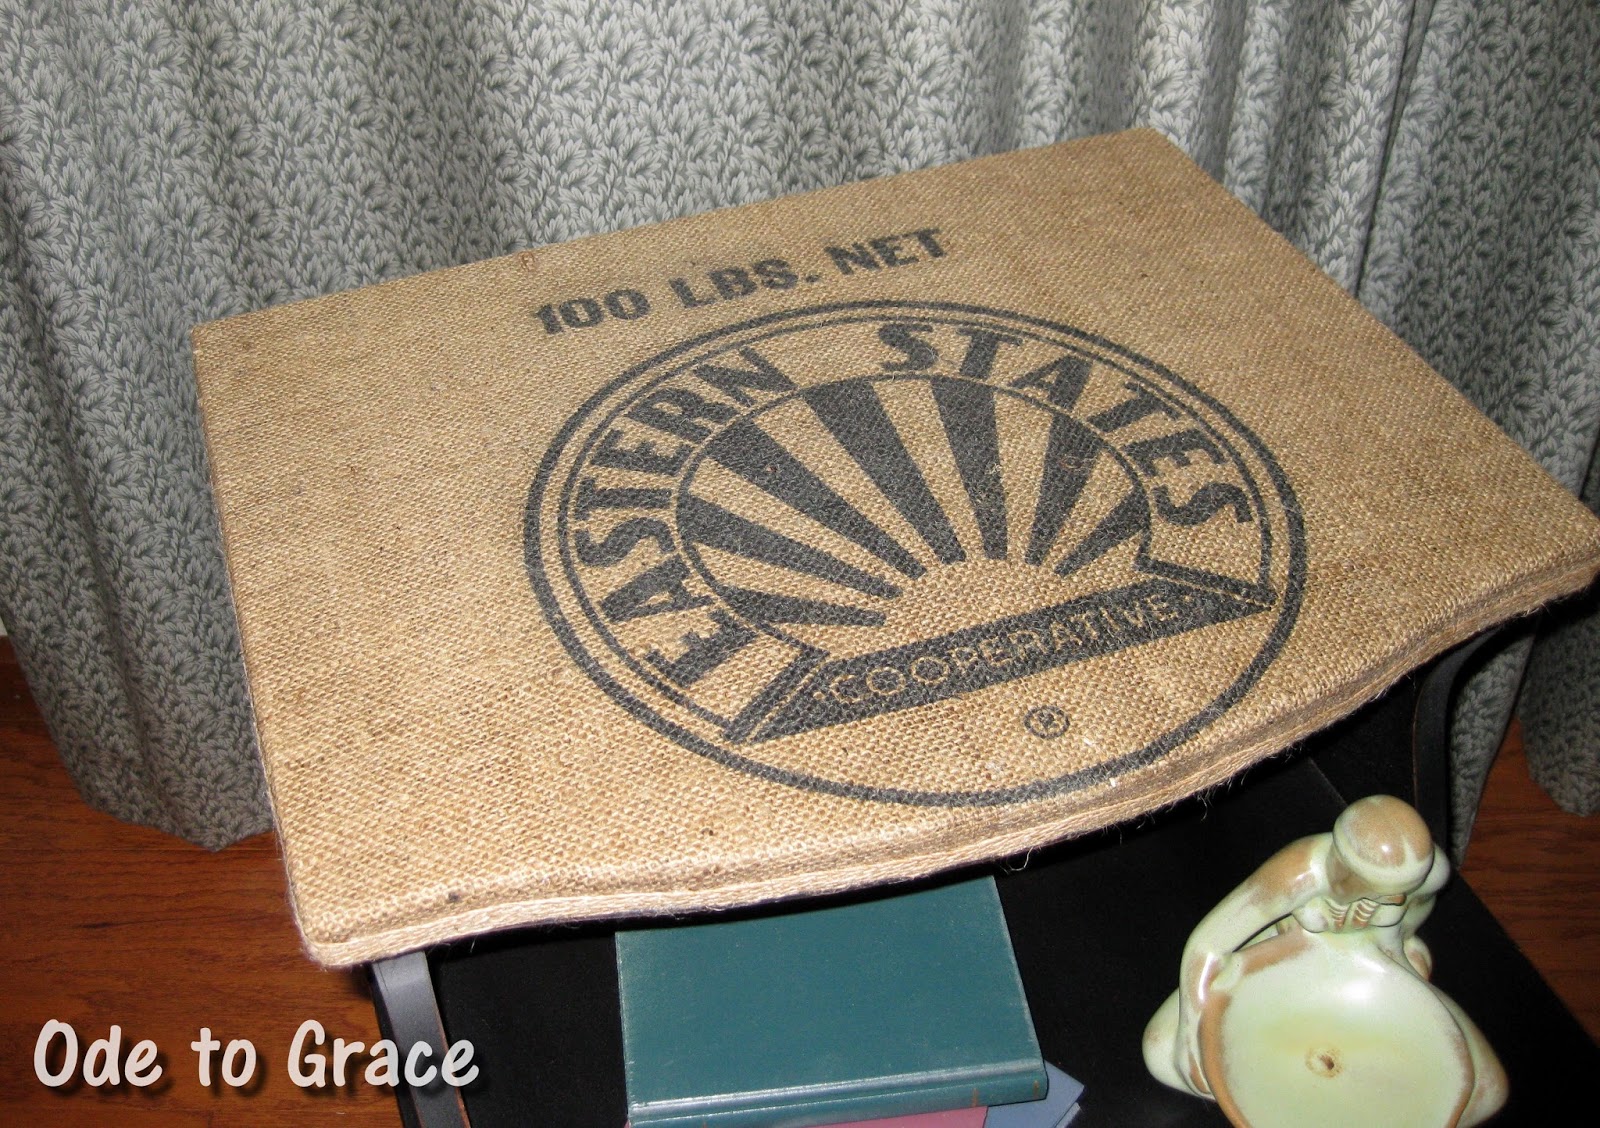 100 LBS. NET
EASTERN STATES
COOPERATIVE
®
Ode to Grace